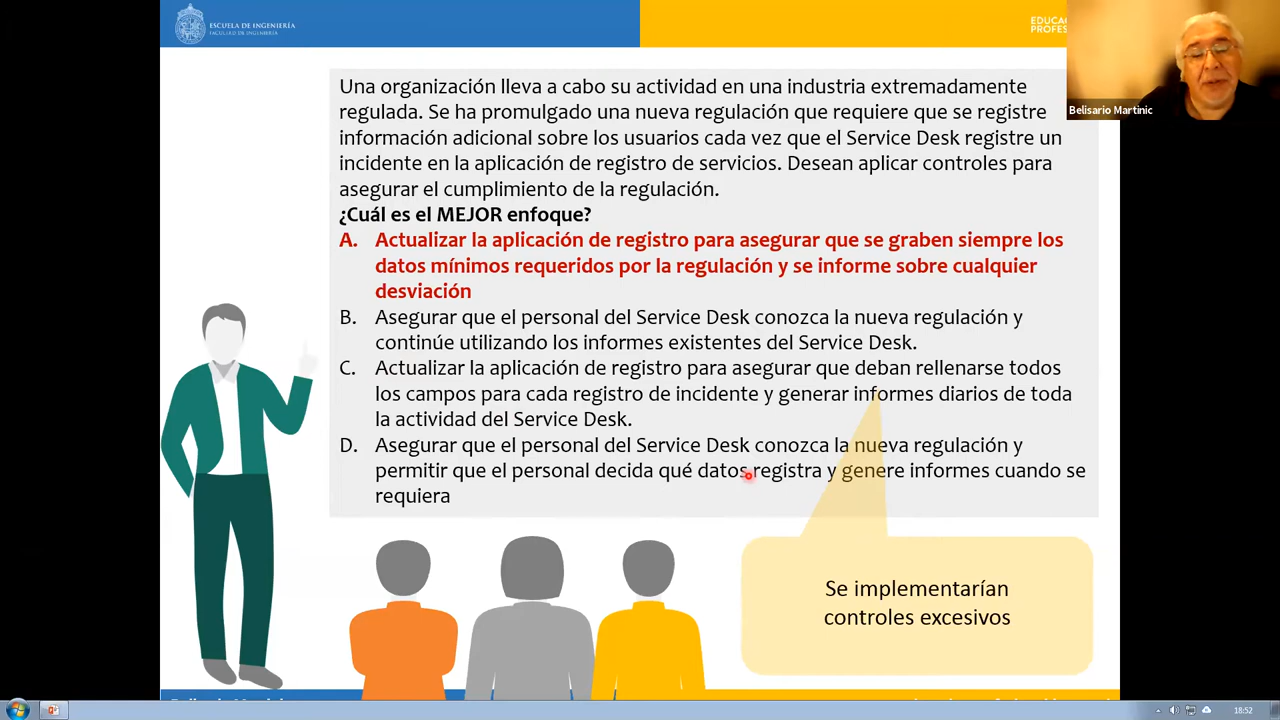 ESCUELA DE INGENIERÍA
FACULTAD DE INGENIERÍA
Belisario Martinic
Una organización lleva a cabo su actividad en una industria extremadamente
regulada. Se ha promulgado una nueva regulación que requiere que se registre
información adicional sobre los usuarios cada vez que el Service Desk registre un
incidente en la aplicación de registro de servicios. Desean aplicar controles para
asegurar el cumplimiento de la regulación.
¿Cuál es el MEJOR enfoque?
A. Actualizar la aplicación de registro para asegurar que se graben siempre los
datos mínimos requeridos por la regulación y se informe sobre cualquier
desviación
B. Asegurar que el personal del Service Desk conozca la nueva regulación y
continúe utilizando los informes existentes del Service Desk.
C. Actualizar la aplicación de registro para asegurar que deban rellenarse todos
los campos para cada registro de incidente y generar informes diarios de toda
la actividad del Service Desk.
D. Asegurar que el personal del Service Desk conozca la nueva regulación y
permitir que el personal decida qué datos registra y genere informes cuando se
requiera
Se implementarían
controles excesivos
18:52